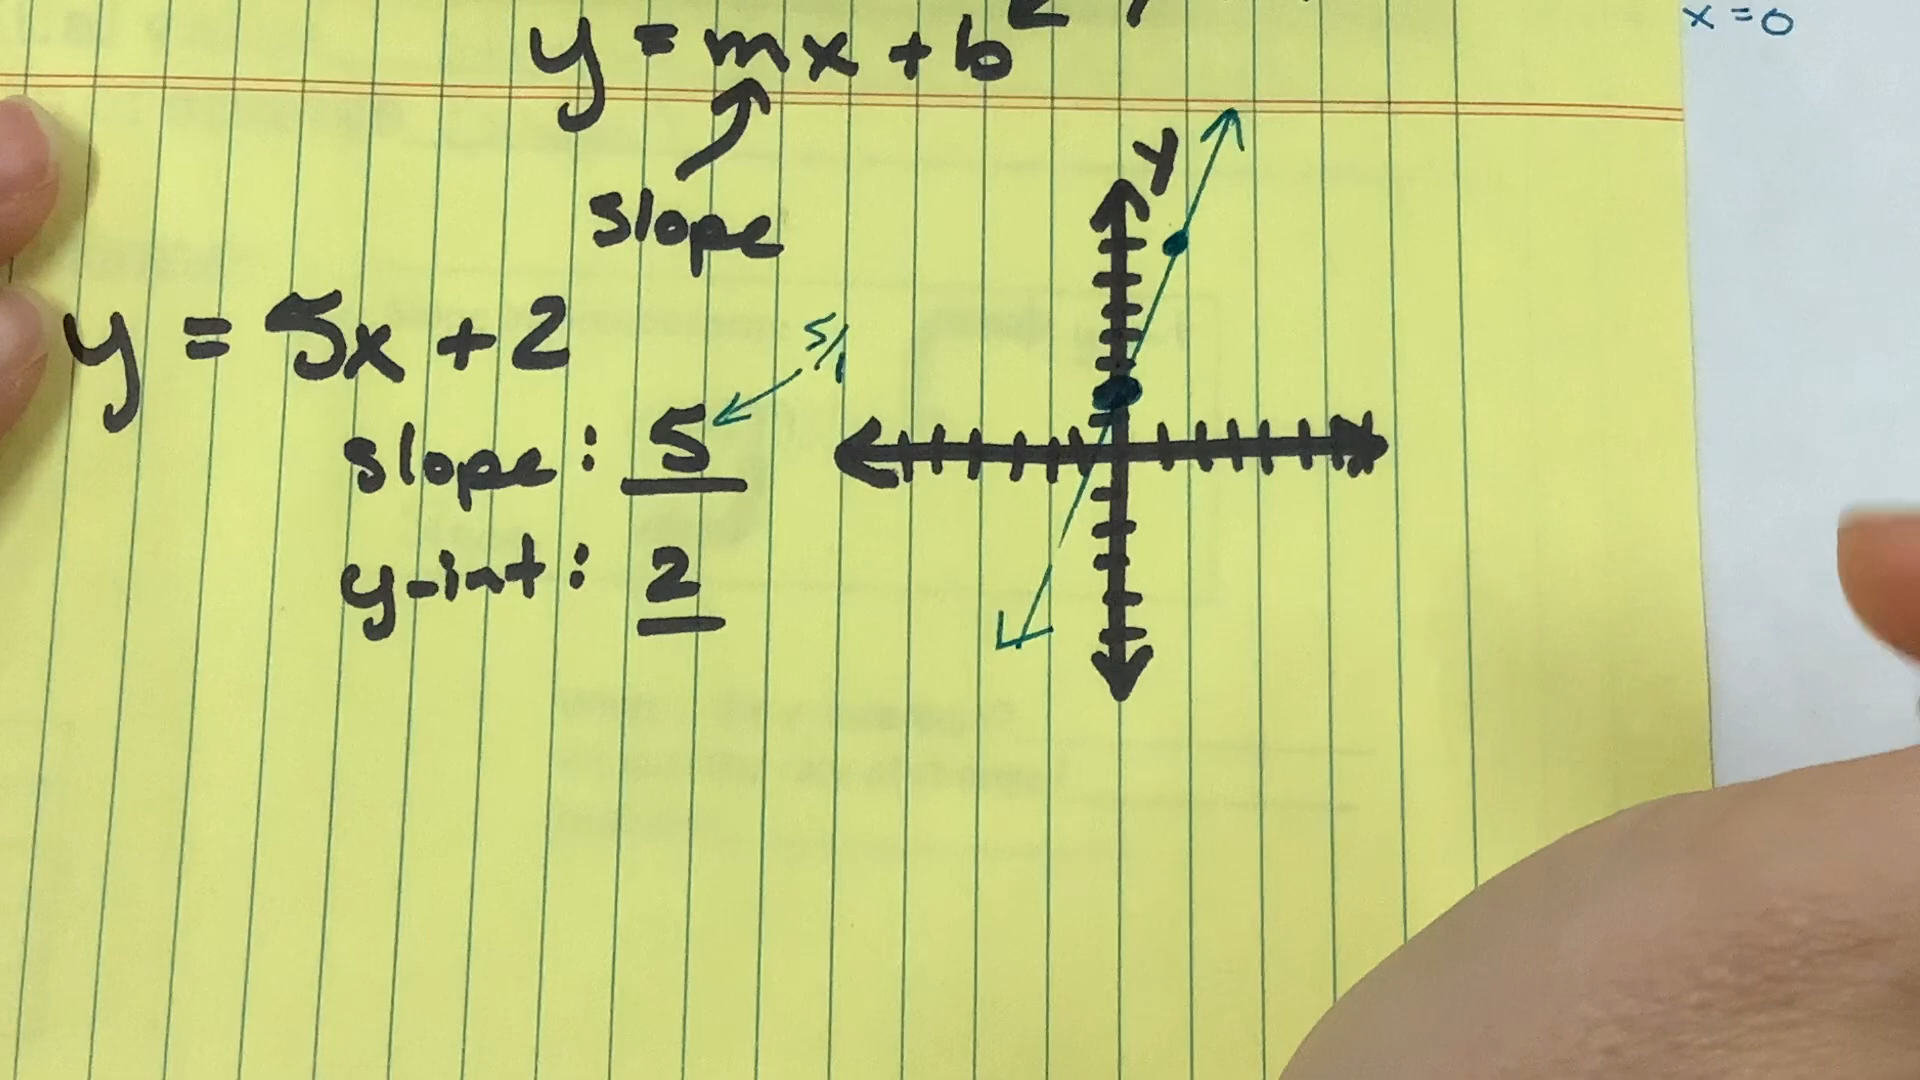 y = mx + b
x = 0
slope
y
y = 5x + 2
5/1
slope: 5
y-int: 2